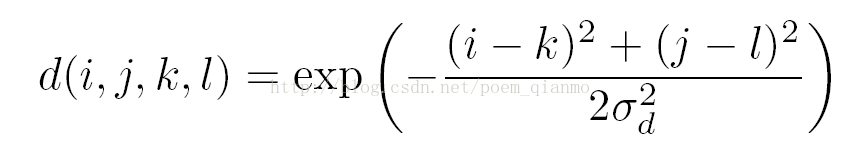 d(i, j, k, l) = exp(−((i − k)² + (j − l)²) / (2σ_d²))
http://blog.csdn.net/poem_qianmo